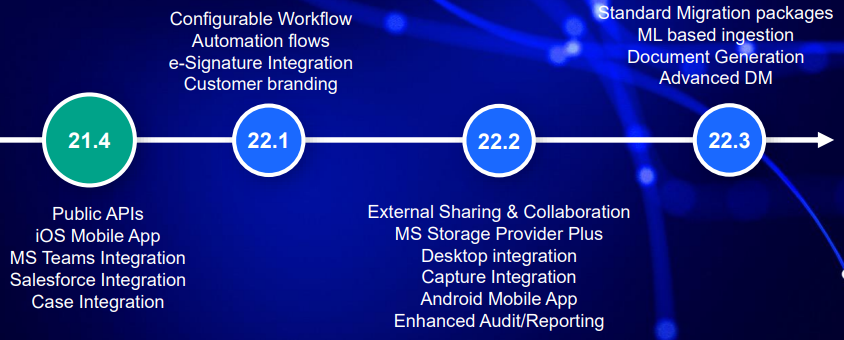 Configurable Workflow
Automation flows
e-Signature Integration
Customer branding
Standard Migration packages
ML based ingestion
Document Generation
Advanced DM
21.4
22.1
22.2
22.3
Public APIs
iOS Mobile App
MS Teams Integration
Salesforce Integration
Case Integration
External Sharing & Collaboration
MS Storage Provider Plus
Desktop integration
Capture Integration
Android Mobile App
Enhanced Audit/Reporting